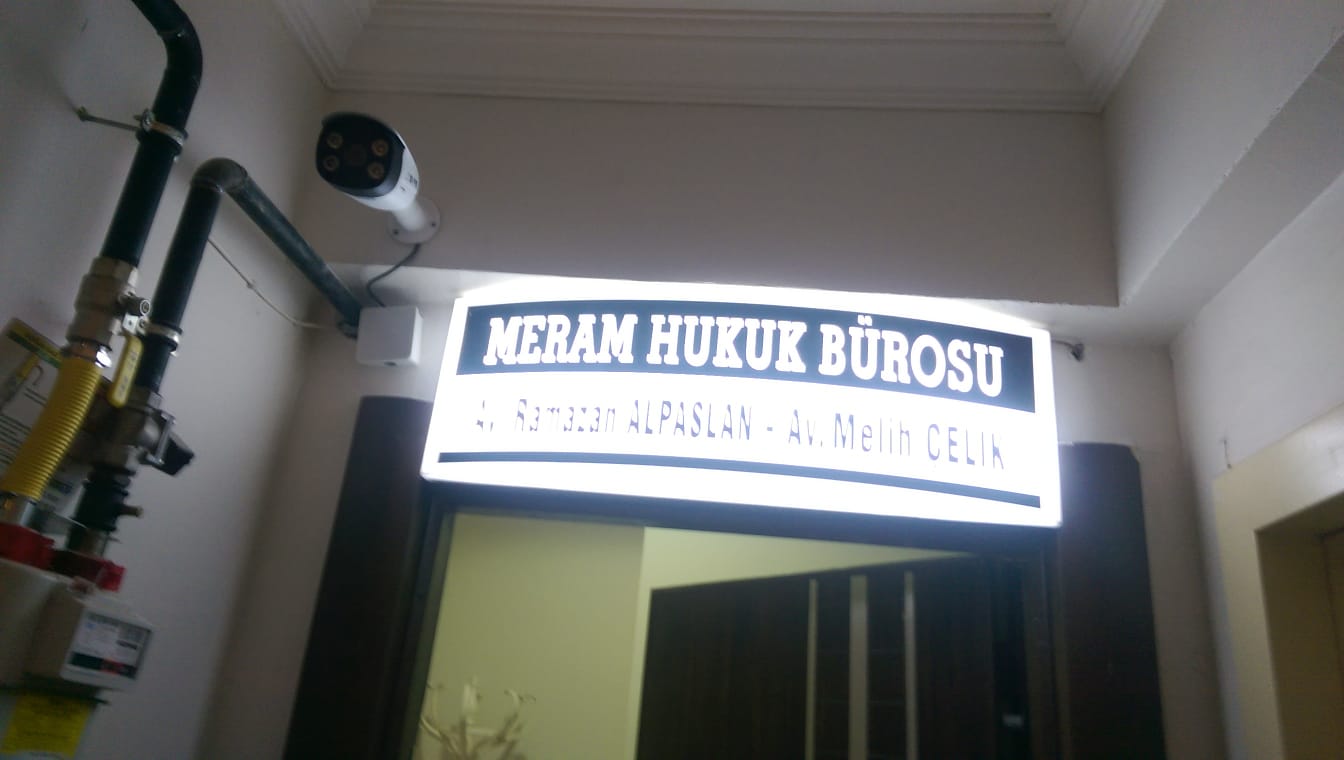 MERAM HUKUK BÜROSU
Av. Ramazan ALPASLAN - Av. Melih ÇELİK